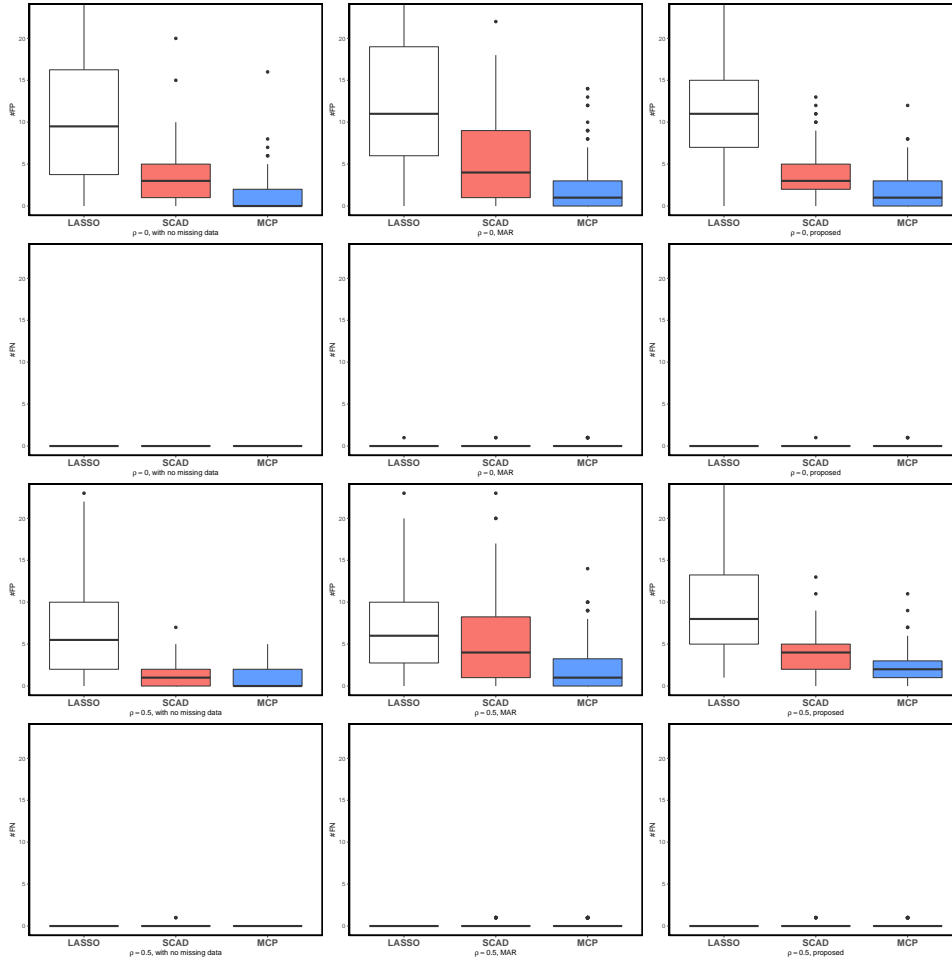 20
15
10
5
0
#FP
LASSO SCAD MCP
ρ = 0, with no missing data
20
15
10
5
0
#FP
LASSO SCAD MCP
ρ = 0, MAR
20
15
10
5
0
#FP
LASSO SCAD MCP
ρ = 0, proposed
20
15
10
5
0
#FN
LASSO SCAD MCP
ρ = 0, with no missing data
20
15
10
5
0
#FN
LASSO SCAD MCP
ρ = 0, MAR
20
15
10
5
0
#FN
LASSO SCAD MCP
ρ = 0, proposed
20
15
10
5
0
#FP
LASSO SCAD MCP
ρ = 0.5, with no missing data
20
15
10
5
0
#FP
LASSO SCAD MCP
ρ = 0.5, MAR
20
15
10
5
0
#FP
LASSO SCAD MCP
ρ = 0.5, proposed
20
15
10
5
0
#FN
LASSO SCAD MCP
ρ = 0.5, with no missing data
20
15
10
5
0
#FN
LASSO SCAD MCP
ρ = 0.5, MAR
20
15
10
5
0
#FN
LASSO SCAD MCP
ρ = 0.5, proposed